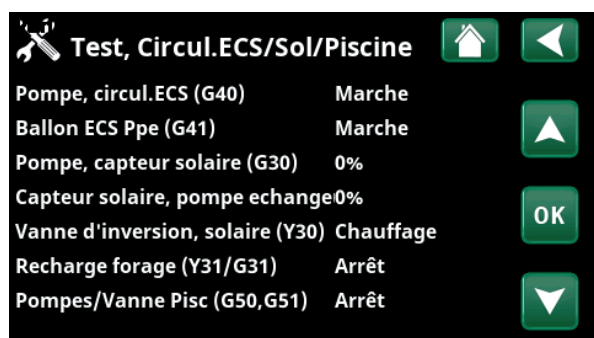 Test, Circul.ECS/Sol/Piscine
Pompe, circul.ECS (G40) Marche
Ballon ECS Ppe (G41) Marche
Pompe, capteur solaire (G30) 0%
Capteur solaire, pompe echange 0%
Vanne d'inversion, solaire (Y30) Chauffage
OK
Recharge forage (Y31/G31) Arrêt
Pompes/Vanne Pisc (G50,G51) Arrêt